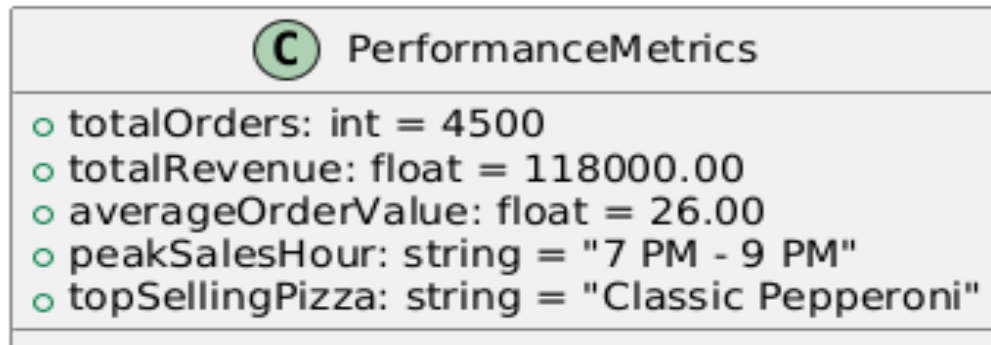 C PerformanceMetrics
totalOrders: int = 4500
totalRevenue: float = 118000.00
averageOrderValue: float = 26.00
peakSalesHour: string = "7 PM - 9 PM"
topSellingPizza: string = "Classic Pepperoni"